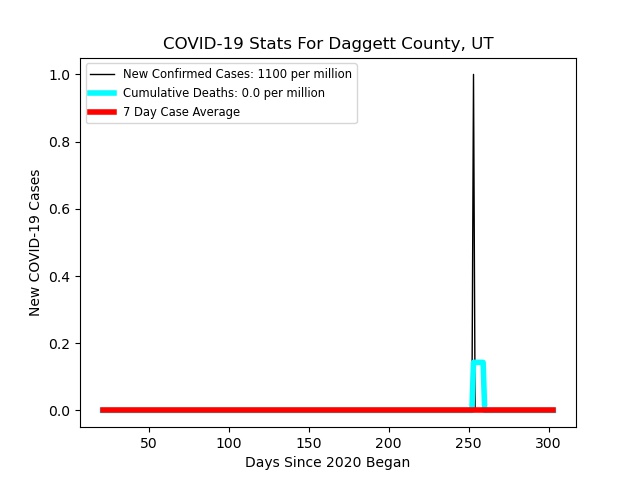 COVID-19 Stats For Daggett County, UT
New Confirmed Cases: 1100 per million
Cumulative Deaths: 0.0 per million
7 Day Case Average
New COVID-19 Cases
1.0
0.8
0.6
0.4
0.2
0.0
50 100 150 200 250 300
Days Since 2020 Began